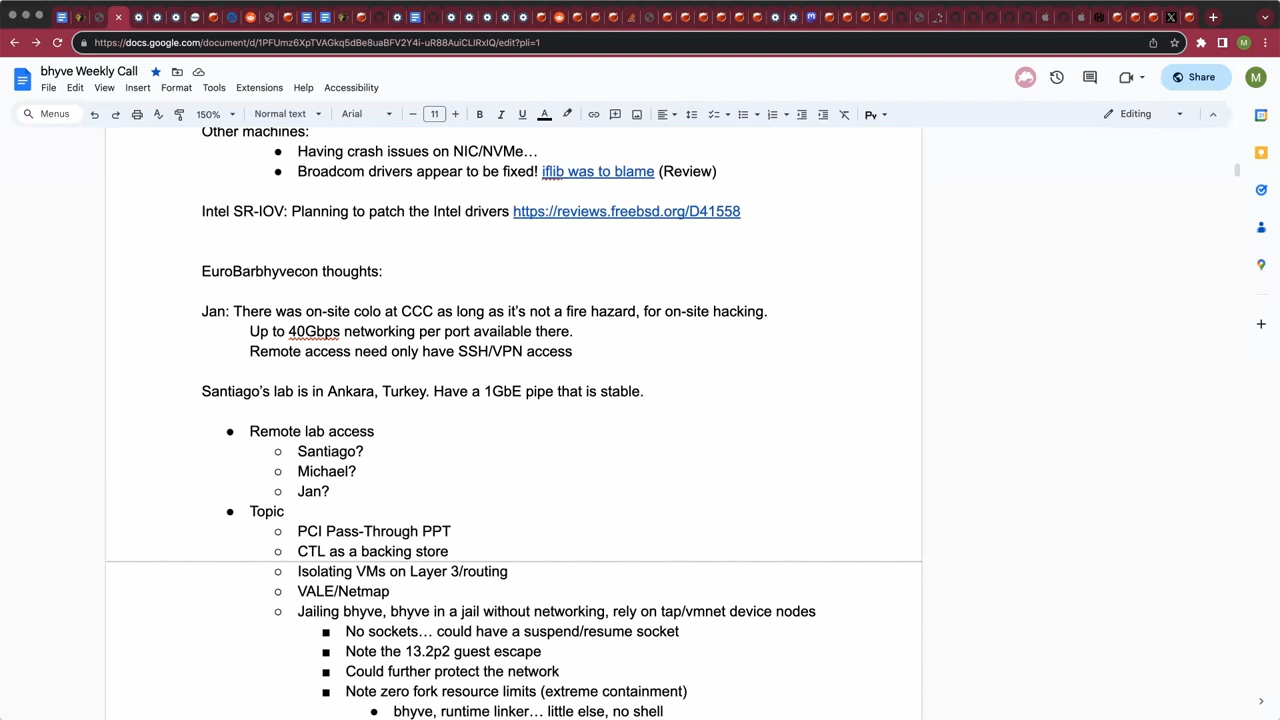 https://docs.google.com/document/d/1PFUmz6XpTVAGkq5dBe8uaBFV2Y4i-uR88AuiCLlRxIQ/edit?pli=1
M
bhyve Weekly Call
File Edit View Insert Format Tools Extensions Help Accessibility
Share
M
Menus
150%
Normal text
Arial
11
B I U A
Editing
Other machines:
● Having crash issues on NIC/NVMe…
● Broadcom drivers appear to be fixed! iflib was to blame (Review)
Intel SR-IOV: Planning to patch the Intel drivers https://reviews.freebsd.org/D41558
EuroBarbhyvecon thoughts:
Jan: There was on-site colo at CCC as long as it's not a fire hazard, for on-site hacking.
Up to 40Gbps networking per port available there.
Remote access need only have SSH/VPN access
Santiago's lab is in Ankara, Turkey. Have a 1GbE pipe that is stable.
● Remote lab access
○ Santiago?
○ Michael?
○ Jan?
● Topic
○ PCI Pass-Through PPT
○ CTL as a backing store
○ Isolating VMs on Layer 3/routing
○ VALE/Netmap
○ Jailing bhyve, bhyve in a jail without networking, rely on tap/vmnet device nodes
■ No sockets… could have a suspend/resume socket
■ Note the 13.2p2 guest escape
■ Could further protect the network
■ Note zero fork resource limits (extreme containment)
● bhyve, runtime linker… little else, no shell